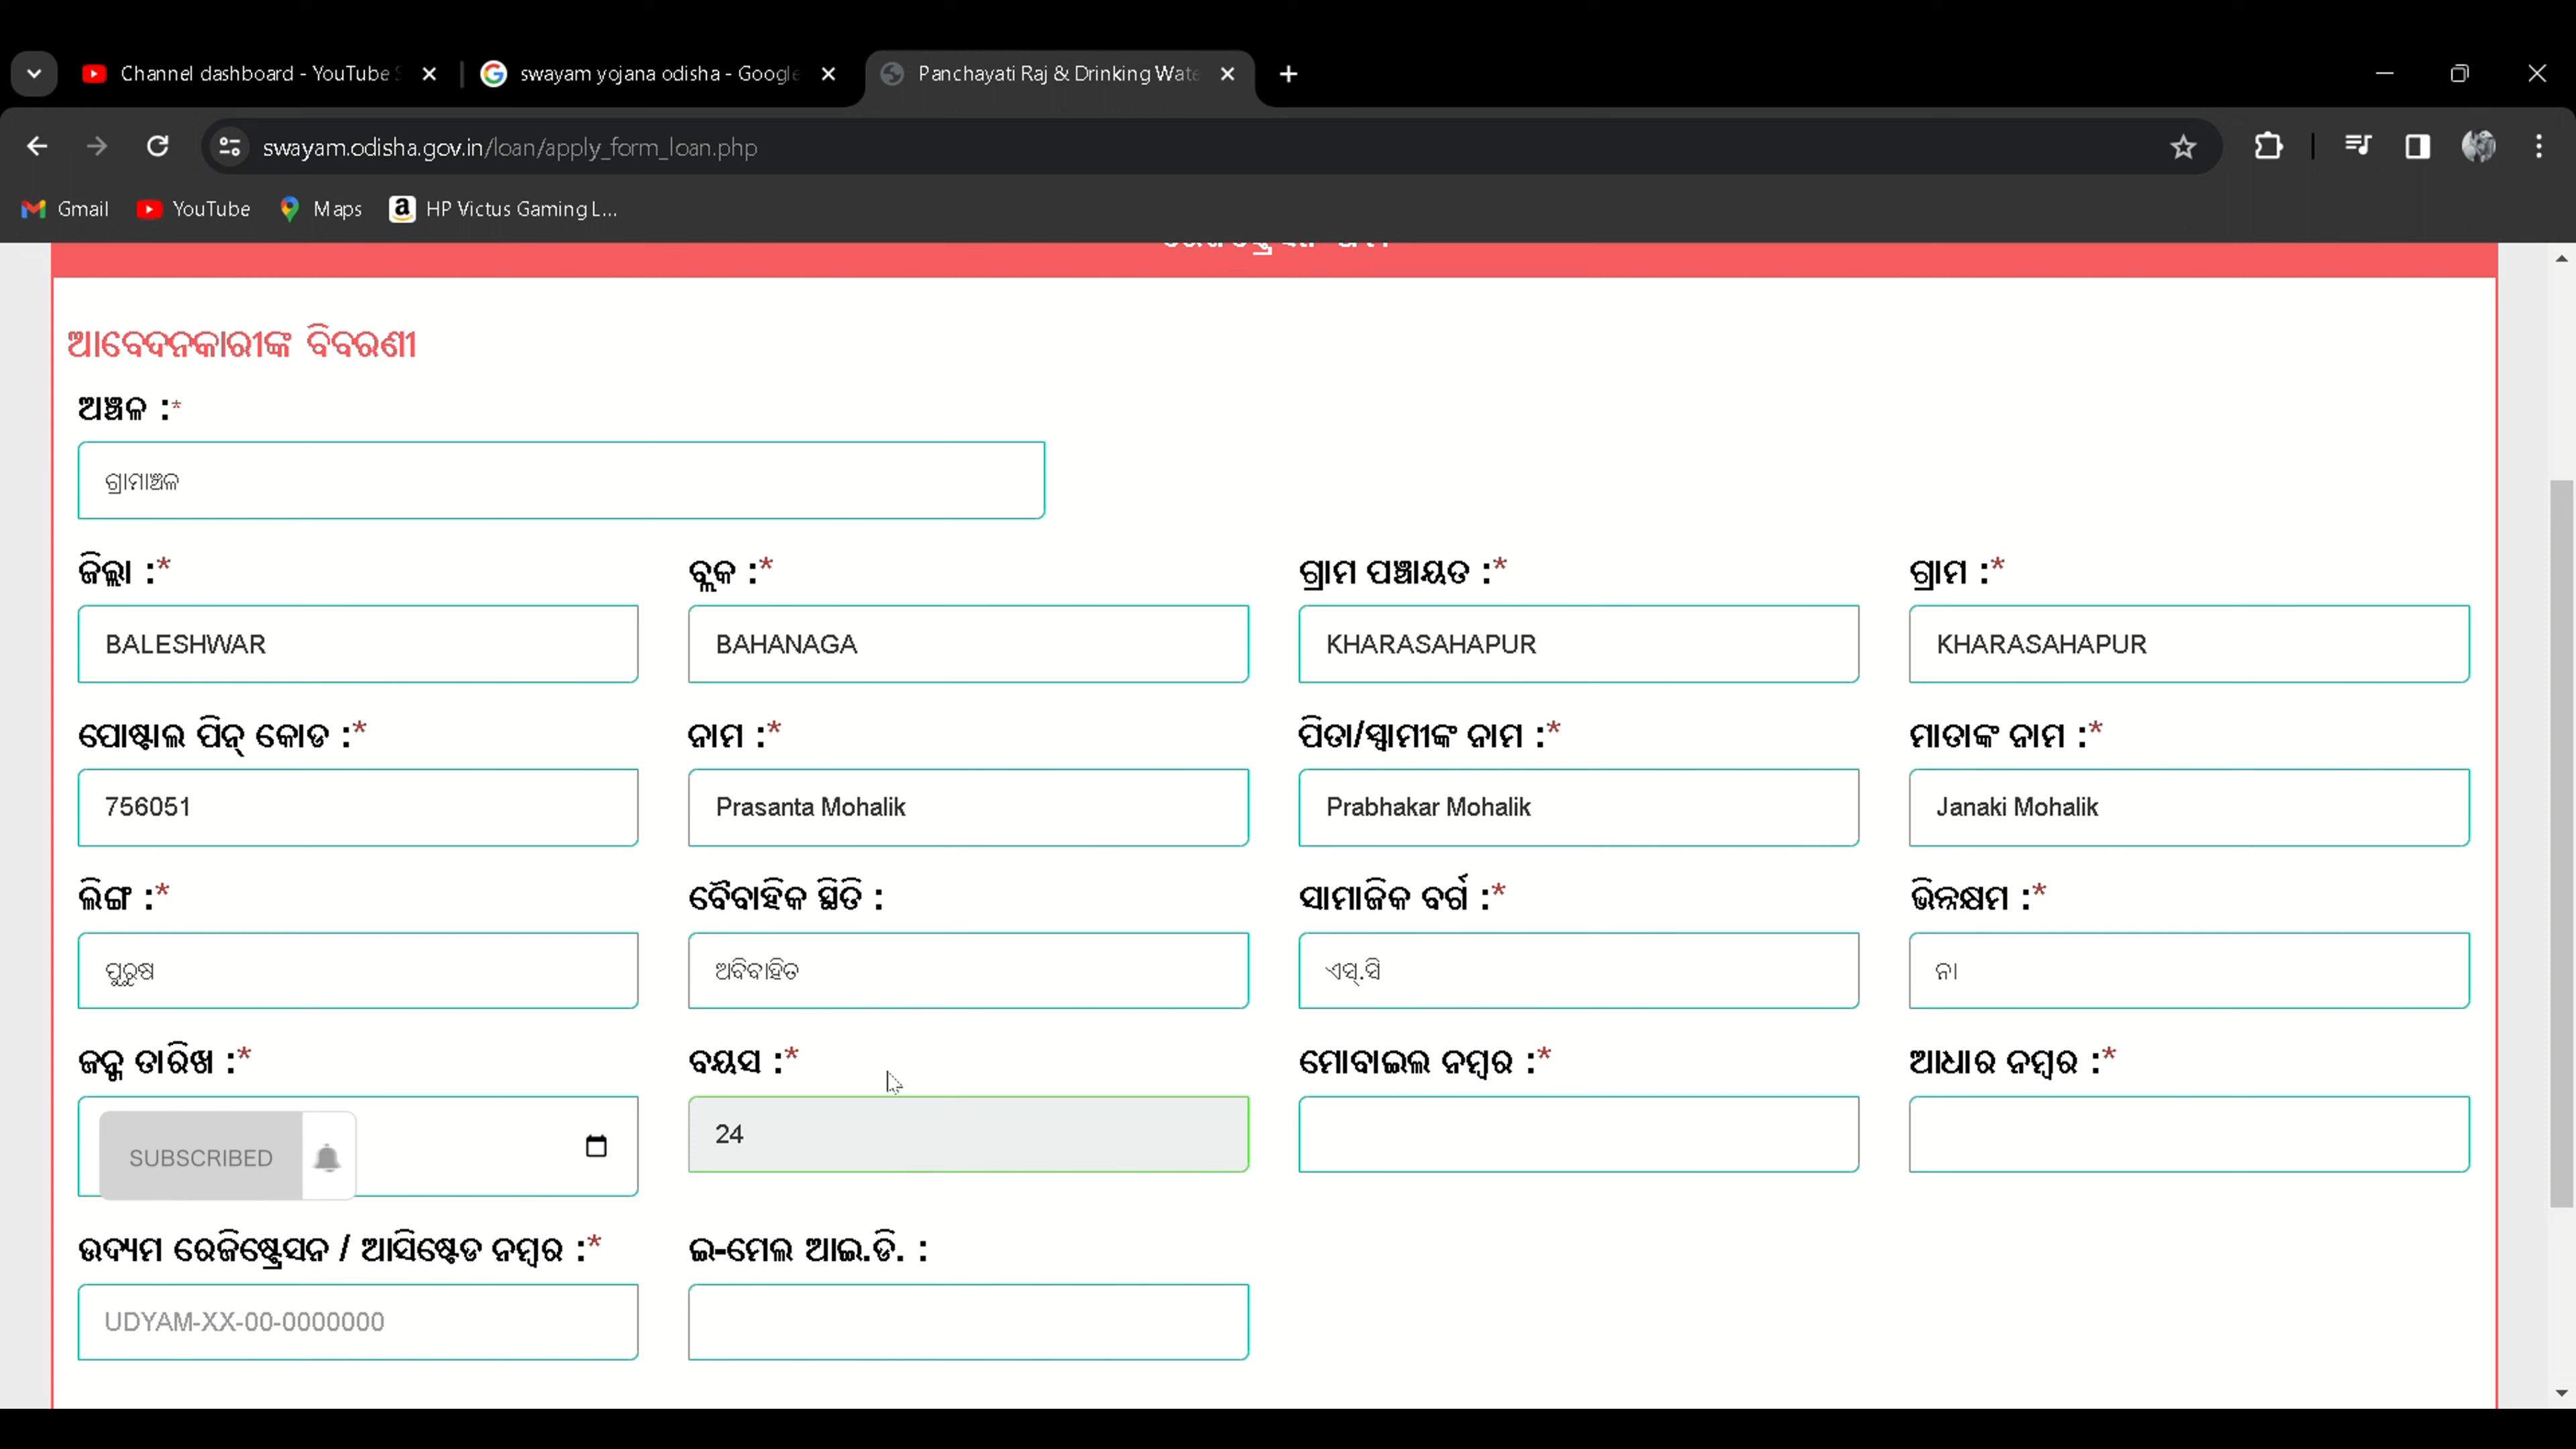 Channel dashboard - YouTube S
swayam yojana odisha - Google
Panchayati Raj & Drinking Wate
swayam.odisha.gov.in/loan/apply_form_loan.php
Gmail YouTube Maps HP Victus Gaming L...
ଆବେଦନକାରୀଙ୍କ ବିବରଣୀ
ଅଞ୍ଚଳ :*
ଗ୍ରାମାଞ୍ଚଳ
ଜିଲ୍ଲା :* ବ୍ଲକ :* ଗ୍ରାମ ପଞ୍ଚାୟତ :* ଗ୍ରାମ :*
BALESHWAR BAHANAGA KHARASAHAPUR KHARASAHAPUR
ପୋଷ୍ଟାଲ ପିନ୍ କୋଡ :* ନାମ :* ପିତା/ସ୍ୱାମୀଙ୍କ ନାମ :* ମାତାଙ୍କ ନାମ :*
756051 Prasanta Mohalik Prabhakar Mohalik Janaki Mohalik
ଲିଙ୍ଗ :* ବୈବାହିକ ସ୍ଥିତି : ସାମାଜିକ ବର୍ଗ :* ଭିନ୍ନକ୍ଷମ :*
ପୁରୁଷ ଅବିବାହିତ ଏସ୍.ସି ନା
ଜନ୍ମ ତାରିଖ :* ବୟସ :* ମୋବାଇଲ ନମ୍ବର :* ଆଧାର ନମ୍ବର :*
SUBSCRIBED 24
ଉଦ୍ୟମ ରେଜିଷ୍ଟ୍ରେସନ / ଆସିଷ୍ଟେଡ ନମ୍ବର :* ଇ-ମେଲ ଆଇ.ଡି. :
UDYAM-XX-00-0000000